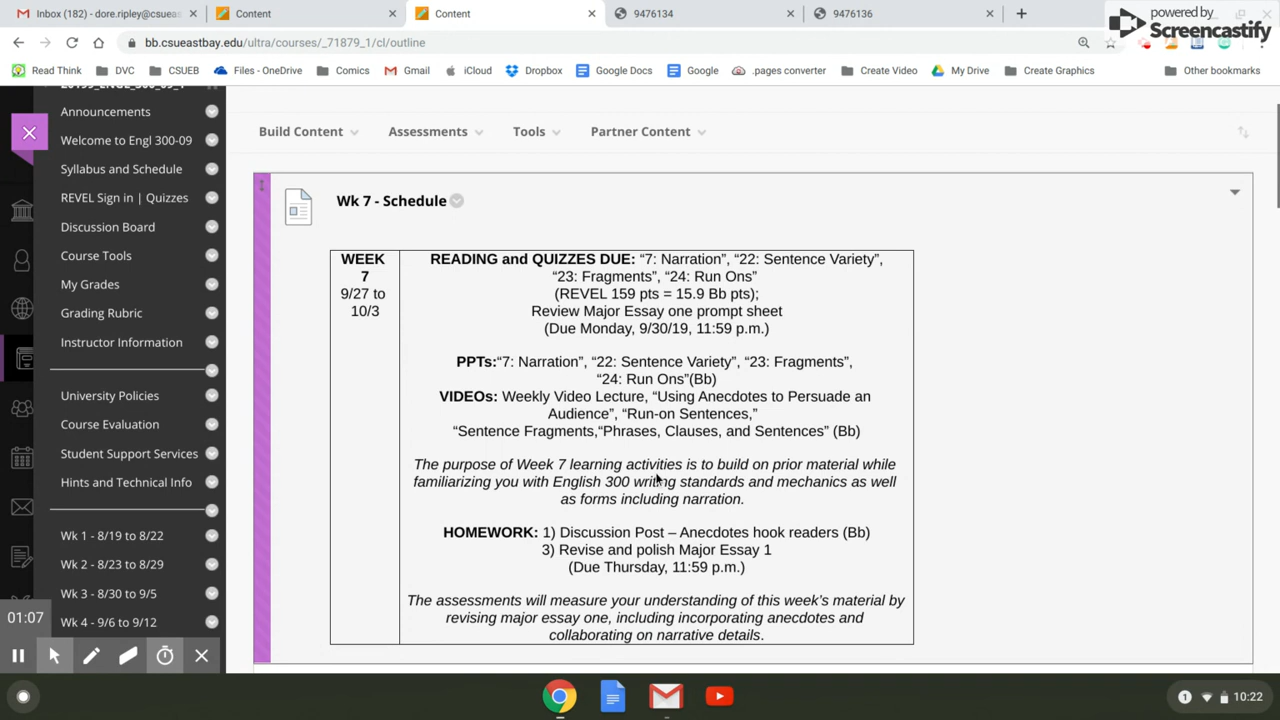 Inbox (182) - dore.ripley@csueas
Content
Content
9476134
9476136
powered by
Screencastify
bb.csueastbay.edu/ultra/courses/_71879_1/cl/outline
Read Think
DVC
CSUEB
Files - OneDrive
Comics
Gmail
iCloud
Dropbox
Google Docs
Google
.pages converter
Create Video
My Drive
Create Graphics
Other bookmarks
Announcements
Welcome to Engl 300-09
Syllabus and Schedule
REVEL Sign in | Quizzes
Discussion Board
Course Tools
My Grades
Grading Rubric
Instructor Information
University Policies
Course Evaluation
Student Support Services
Hints and Technical Info
Wk 1 - 8/19 to 8/22
Wk 2 - 8/23 to 8/29
Wk 3 - 8/30 to 9/5
Wk 4 - 9/6 to 9/12
01:07
Build Content
Assessments
Tools
Partner Content
Wk 7 - Schedule
WEEK
7
9/27 to
10/3
READING and QUIZZES DUE: “7: Narration”, “22: Sentence Variety”,
“23: Fragments”, “24: Run Ons”
(REVEL 159 pts = 15.9 Bb pts);
Review Major Essay one prompt sheet
(Due Monday, 9/30/19, 11:59 p.m.)
PPTs:“7: Narration”, “22: Sentence Variety”, “23: Fragments”,
“24: Run Ons”(Bb)
VIDEOs: Weekly Video Lecture, “Using Anecdotes to Persuade an
Audience”, “Run-on Sentences,”
“Sentence Fragments,“Phrases, Clauses, and Sentences” (Bb)
The purpose of Week 7 learning activities is to build on prior material while
familiarizing you with English 300 writing standards and mechanics as well
as forms including narration.
HOMEWORK: 1) Discussion Post – Anecdotes hook readers (Bb)
3) Revise and polish Major Essay 1
(Due Thursday, 11:59 p.m.)
The assessments will measure your understanding of this week’s material by
revising major essay one, including incorporating anecdotes and
collaborating on narrative details.
1
10:22